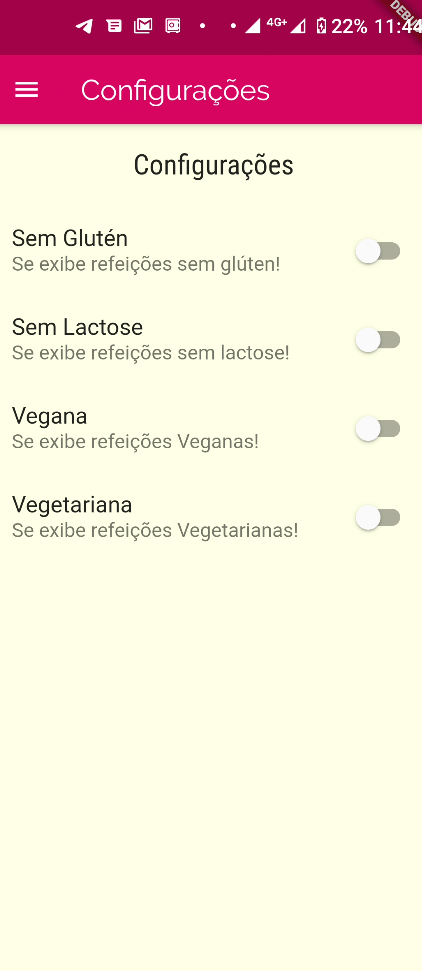 4G+ 22% 11:44
Configurações
Configurações
Sem Glutén
Se exibe refeições sem glúten!
Sem Lactose
Se exibe refeições sem lactose!
Vegana
Se exibe refeições Veganas!
Vegetariana
Se exibe refeições Vegetarianas!